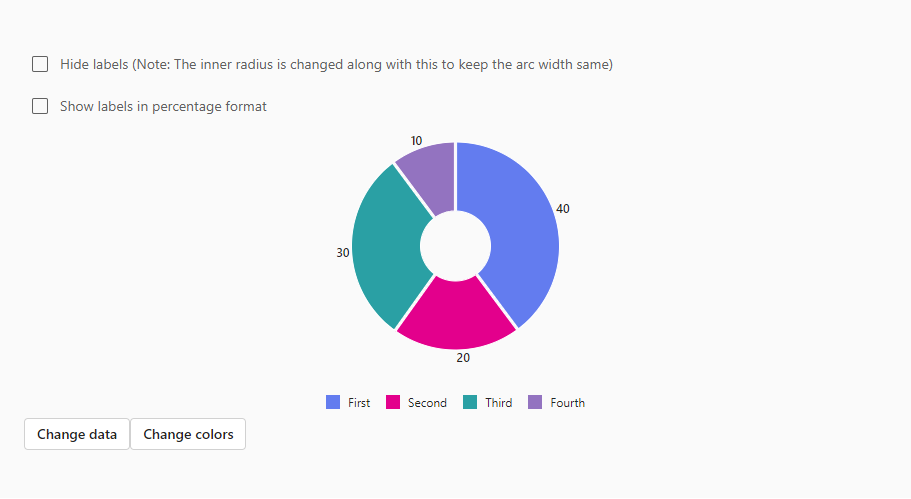 Hide labels (Note: The inner radius is changed along with this to keep the arc width same)
Show labels in percentage format
10
40
30
20
First Second Third Fourth
Change data Change colors